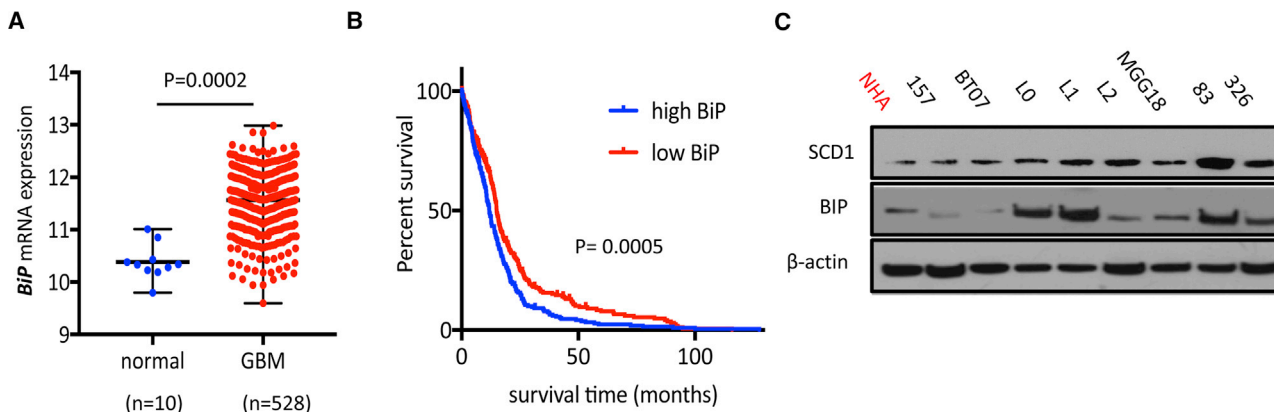 A
BiP mRNA expression
14
13
12
11
10
9
P=0.0002
normal
GBM
(n=10)
(n=528)
B
Percent survival
100
50
0
high BiP
low BiP
P= 0.0005
0
50
100
survival time (months)
C
NHA
157
BT07
L0
L1
L2
MGG18
83
326
SCD1
BIP
β-actin